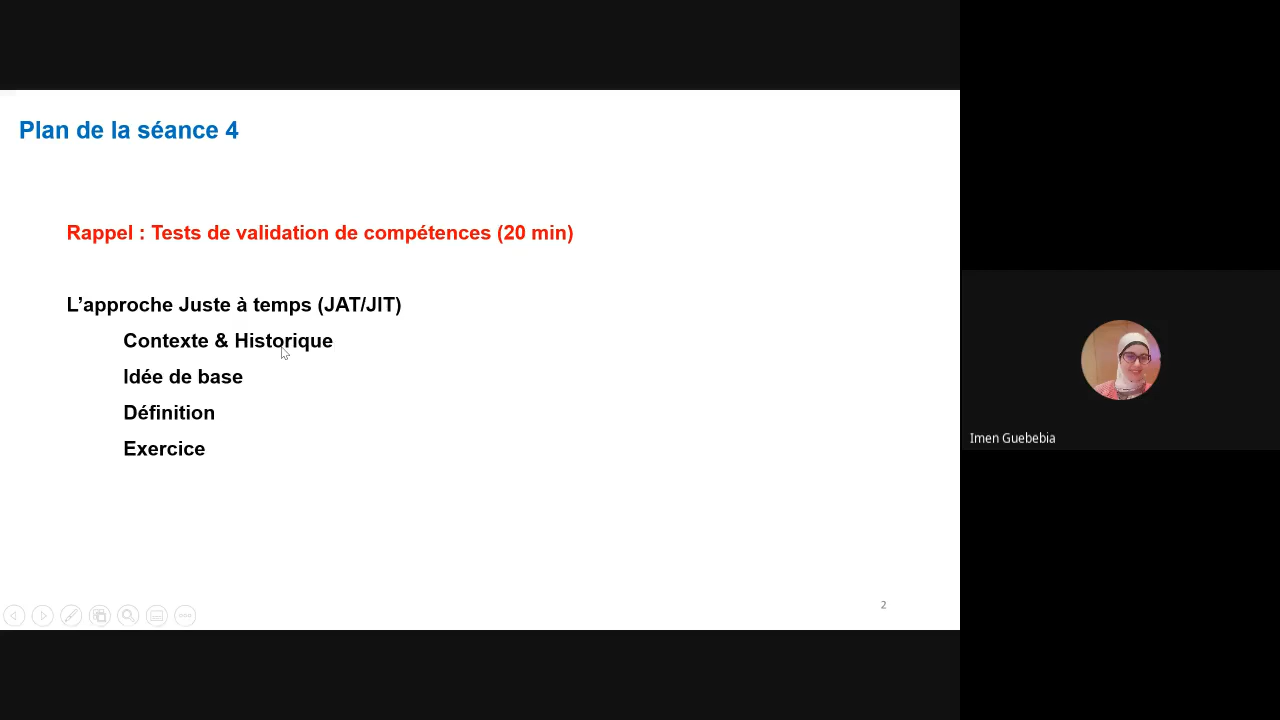 Plan de la séance 4
Rappel : Tests de validation de compétences (20 min)
L’approche Juste à temps (JAT/JIT)
Contexte & Historique
Idée de base
Définition
Exercice
2
Imen Guebebia